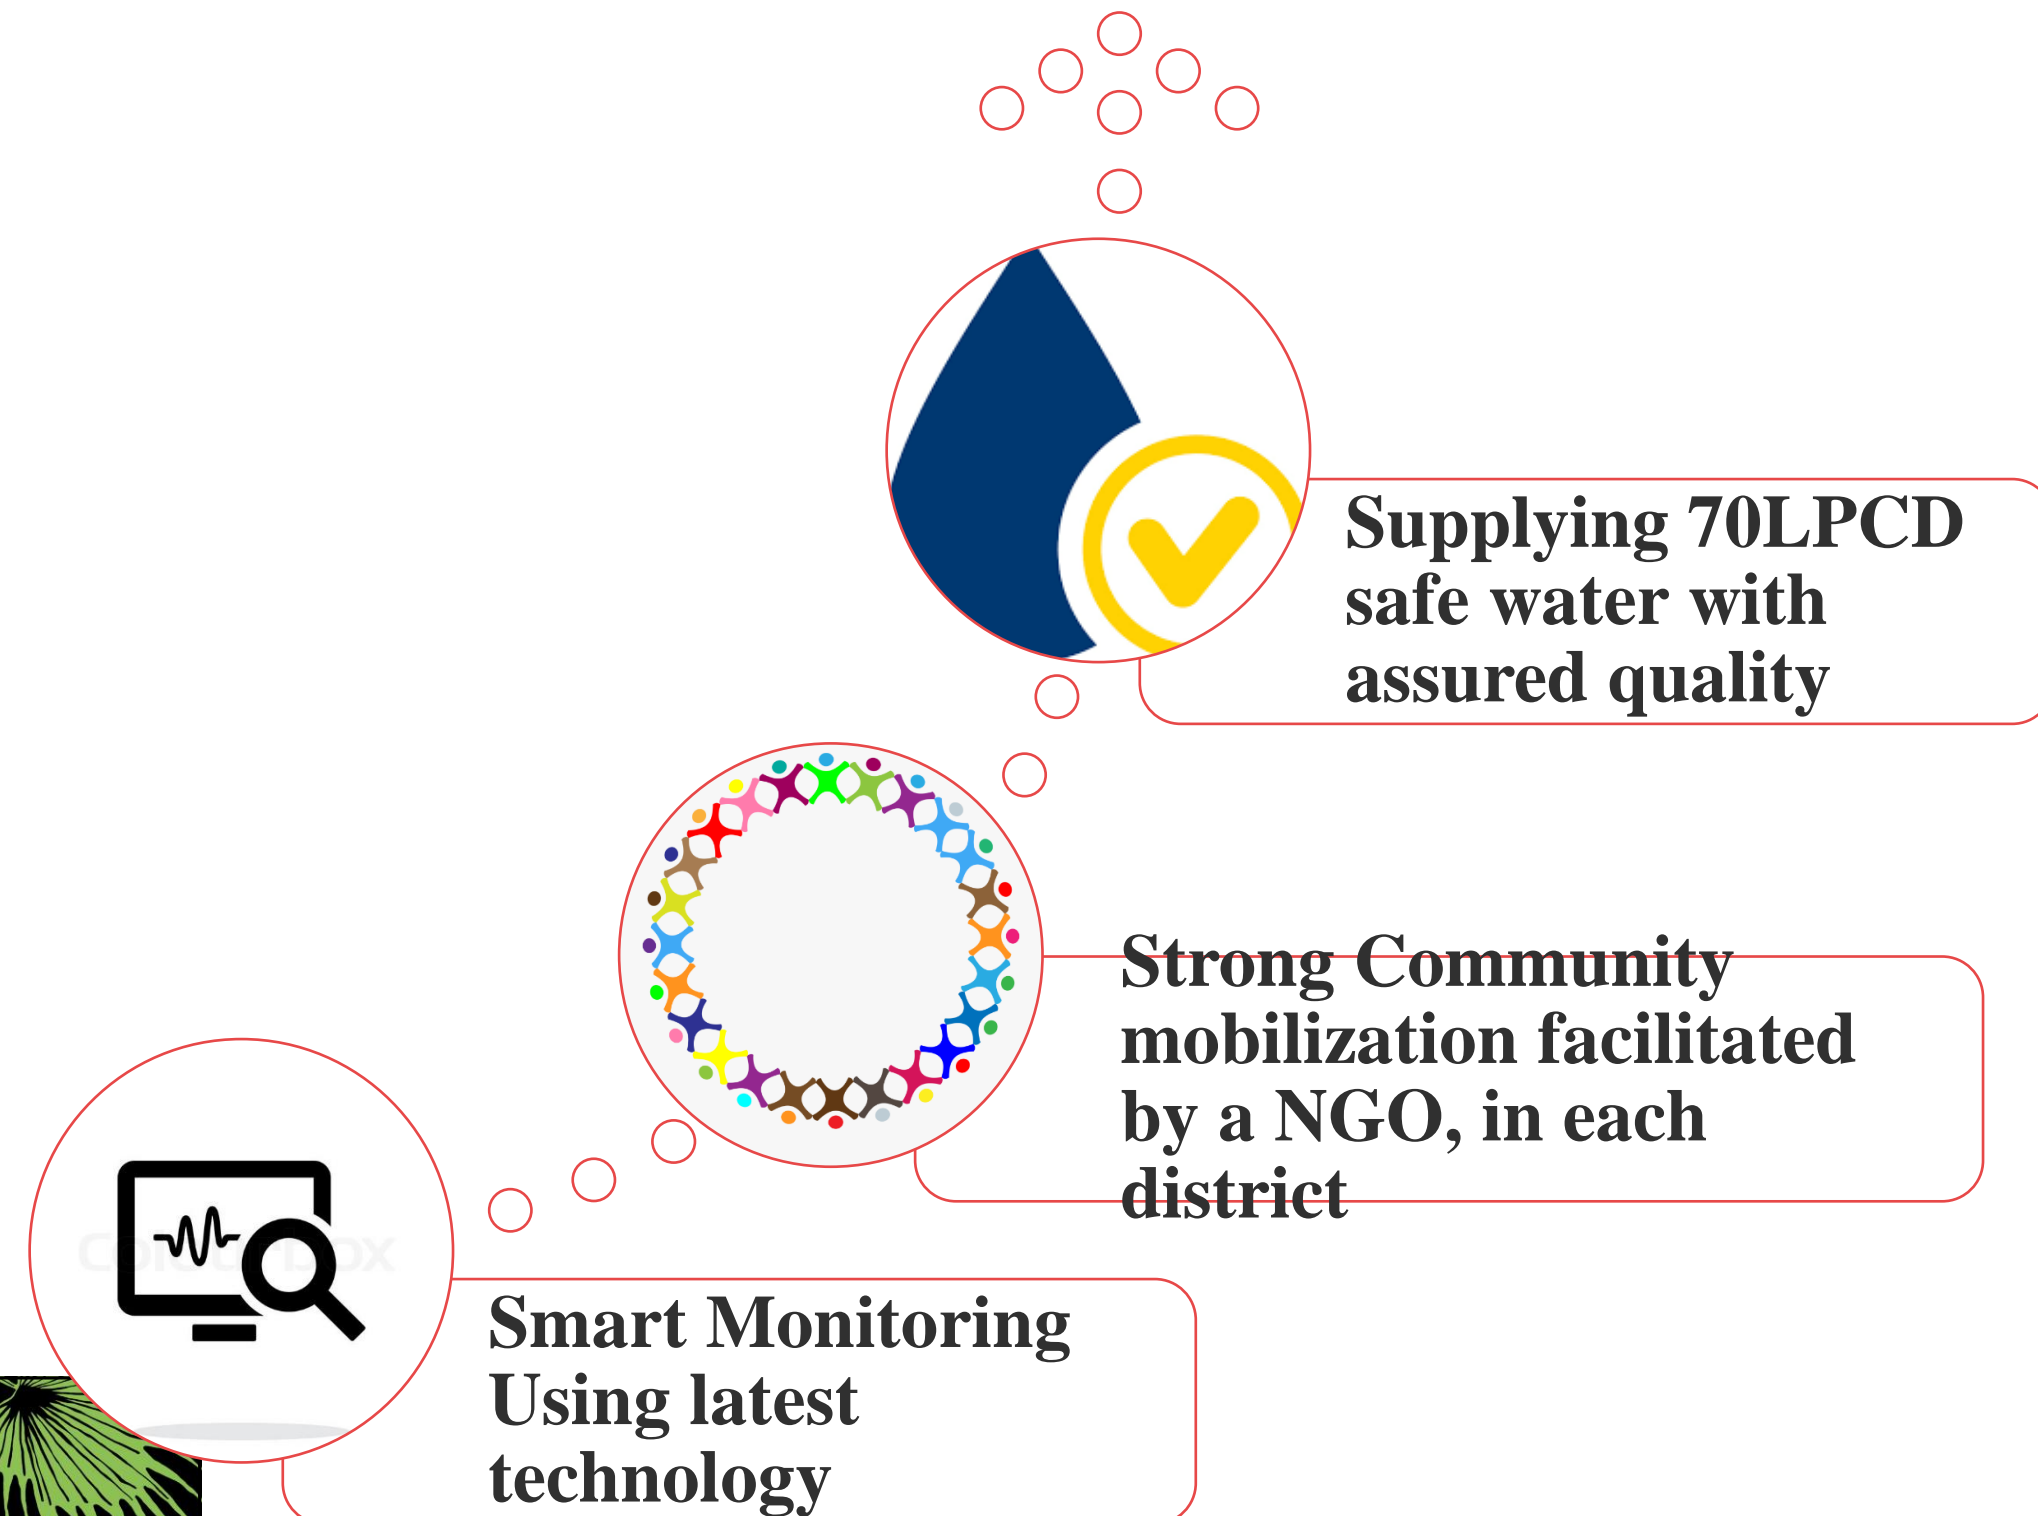 Supplying 70LPCD
safe water with
assured quality
Strong Community
mobilization facilitated
by a NGO, in each
district
Smart Monitoring
Using latest
technology